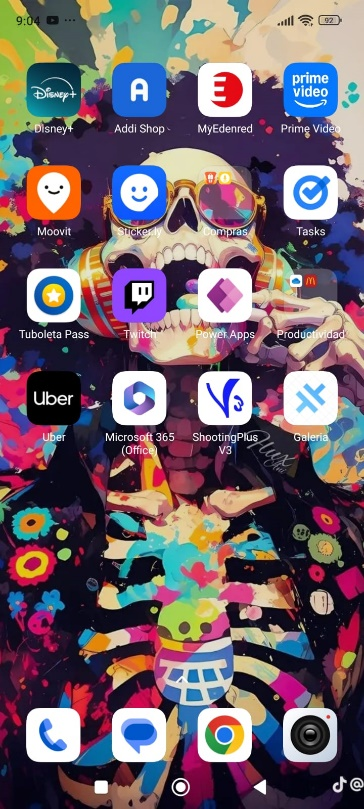 9:04
92
Disney+
prime video
Disney+
Addi Shop
MyEdenred
Prime Video
Moovit
Sticker.ly
Compras
Tasks
Tuboleta Pass
Twitch
Power Apps
Productividad
Uber
Uber
Microsoft 365 (Office)
ShootingPlus V3
Galería